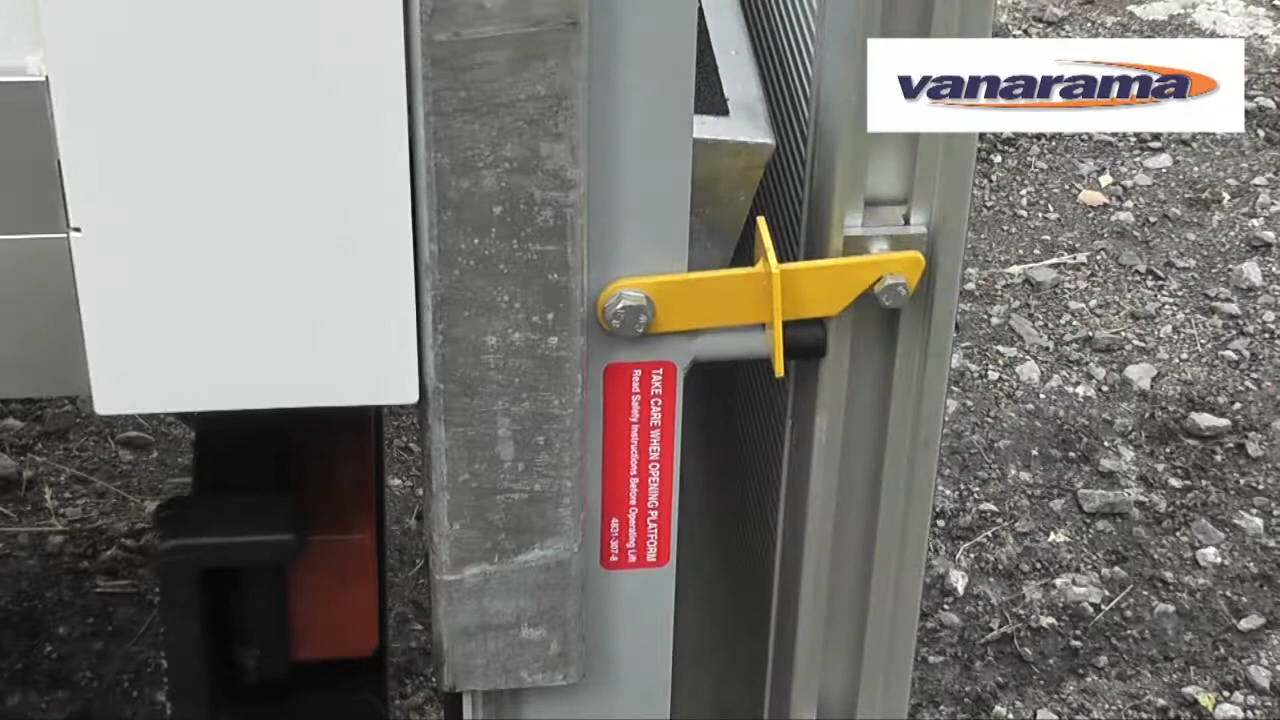 vanarama
TAKE CARE WHEN OPENING PLATFORM
Read Safety Instructions Before Operating Lift
4831-307-8